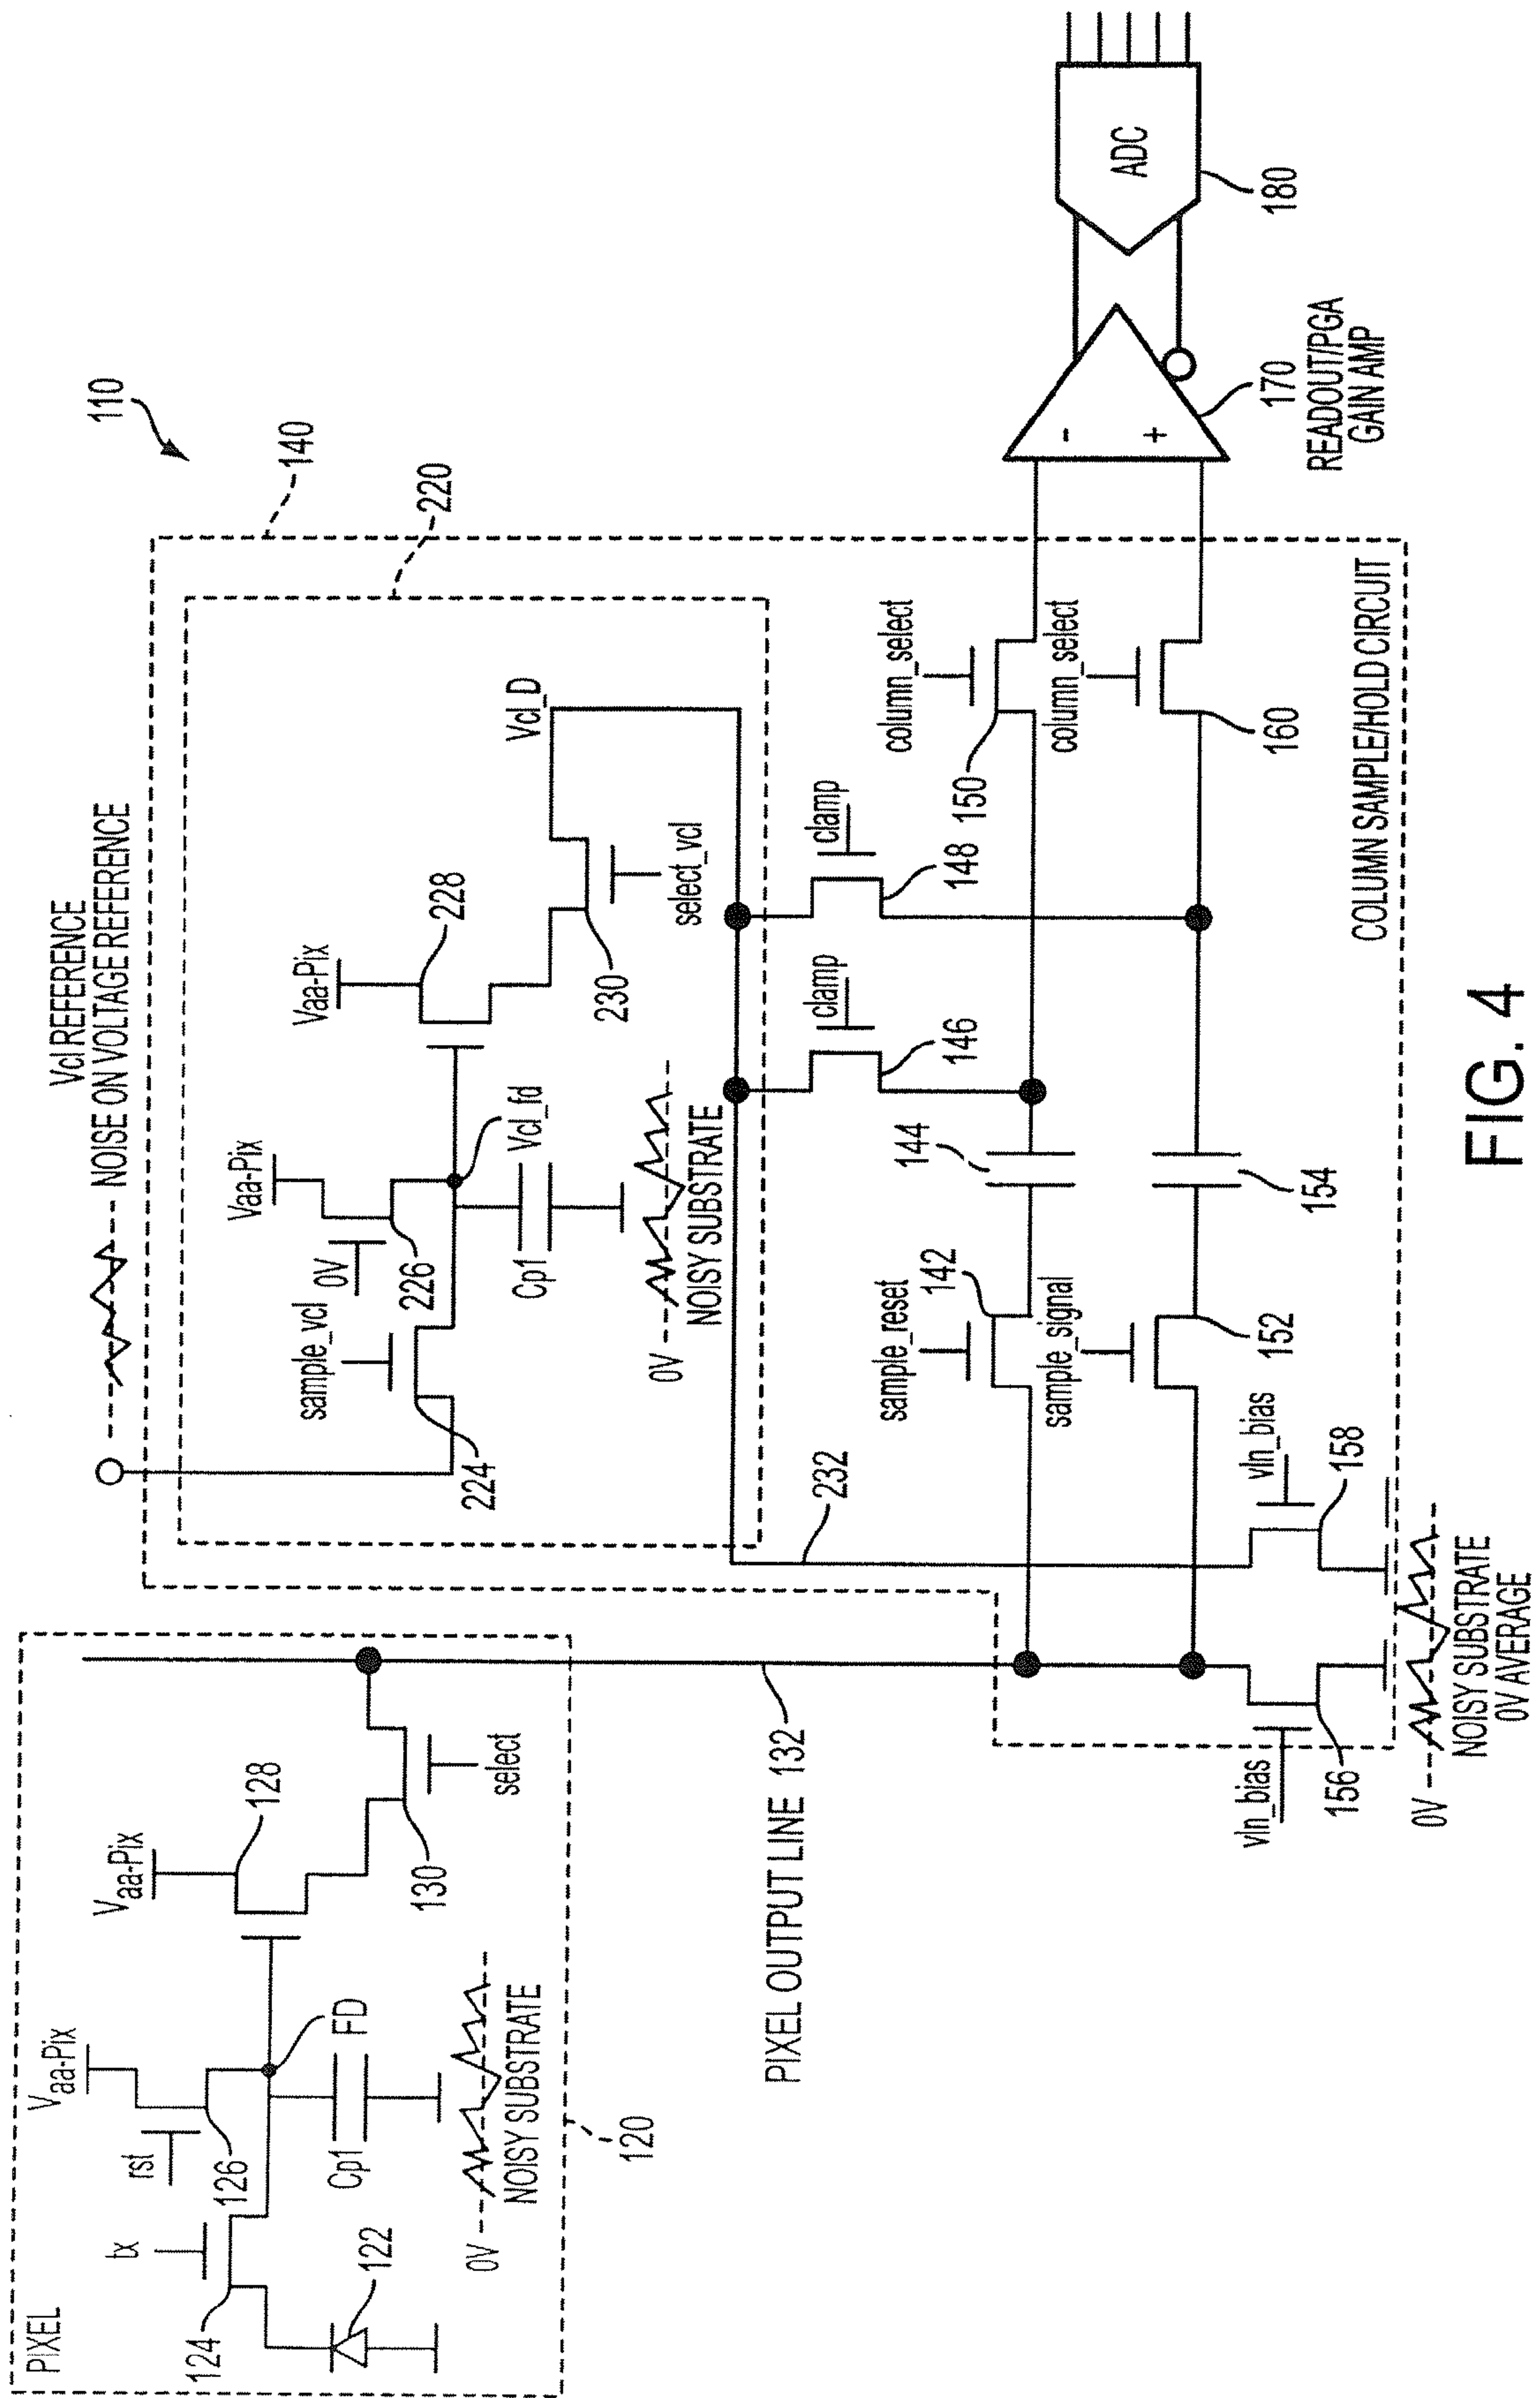 PIXEL
tx
124
122
rst
126
Vaa-Pix
Cp1
FD
0V
NOISY SUBSTRATE
120
Vaa-Pix
128
130
select
PIXEL OUTPUT LINE 132
Vcl REFERENCE
NOISE ON VOLTAGE REFERENCE
110
140
220
224
sample_vcl
0V
226
Vaa-Pix
Cp1
Vcl_fd
0V
NOISY SUBSTRATE
Vaa-Pix
228
230
select_vcl
Vcl_D
232
clamp
146
clamp
148
sample_reset
142
144
column_select
150
sample_signal
152
154
column_select
160
vln_bias
156
vln_bias
158
0V
NOISY SUBSTRATE
0V AVERAGE
COLUMN SAMPLE/HOLD CIRCUIT
-
+
170
READOUT/PGA
GAIN AMP
ADC
180
FIG. 4